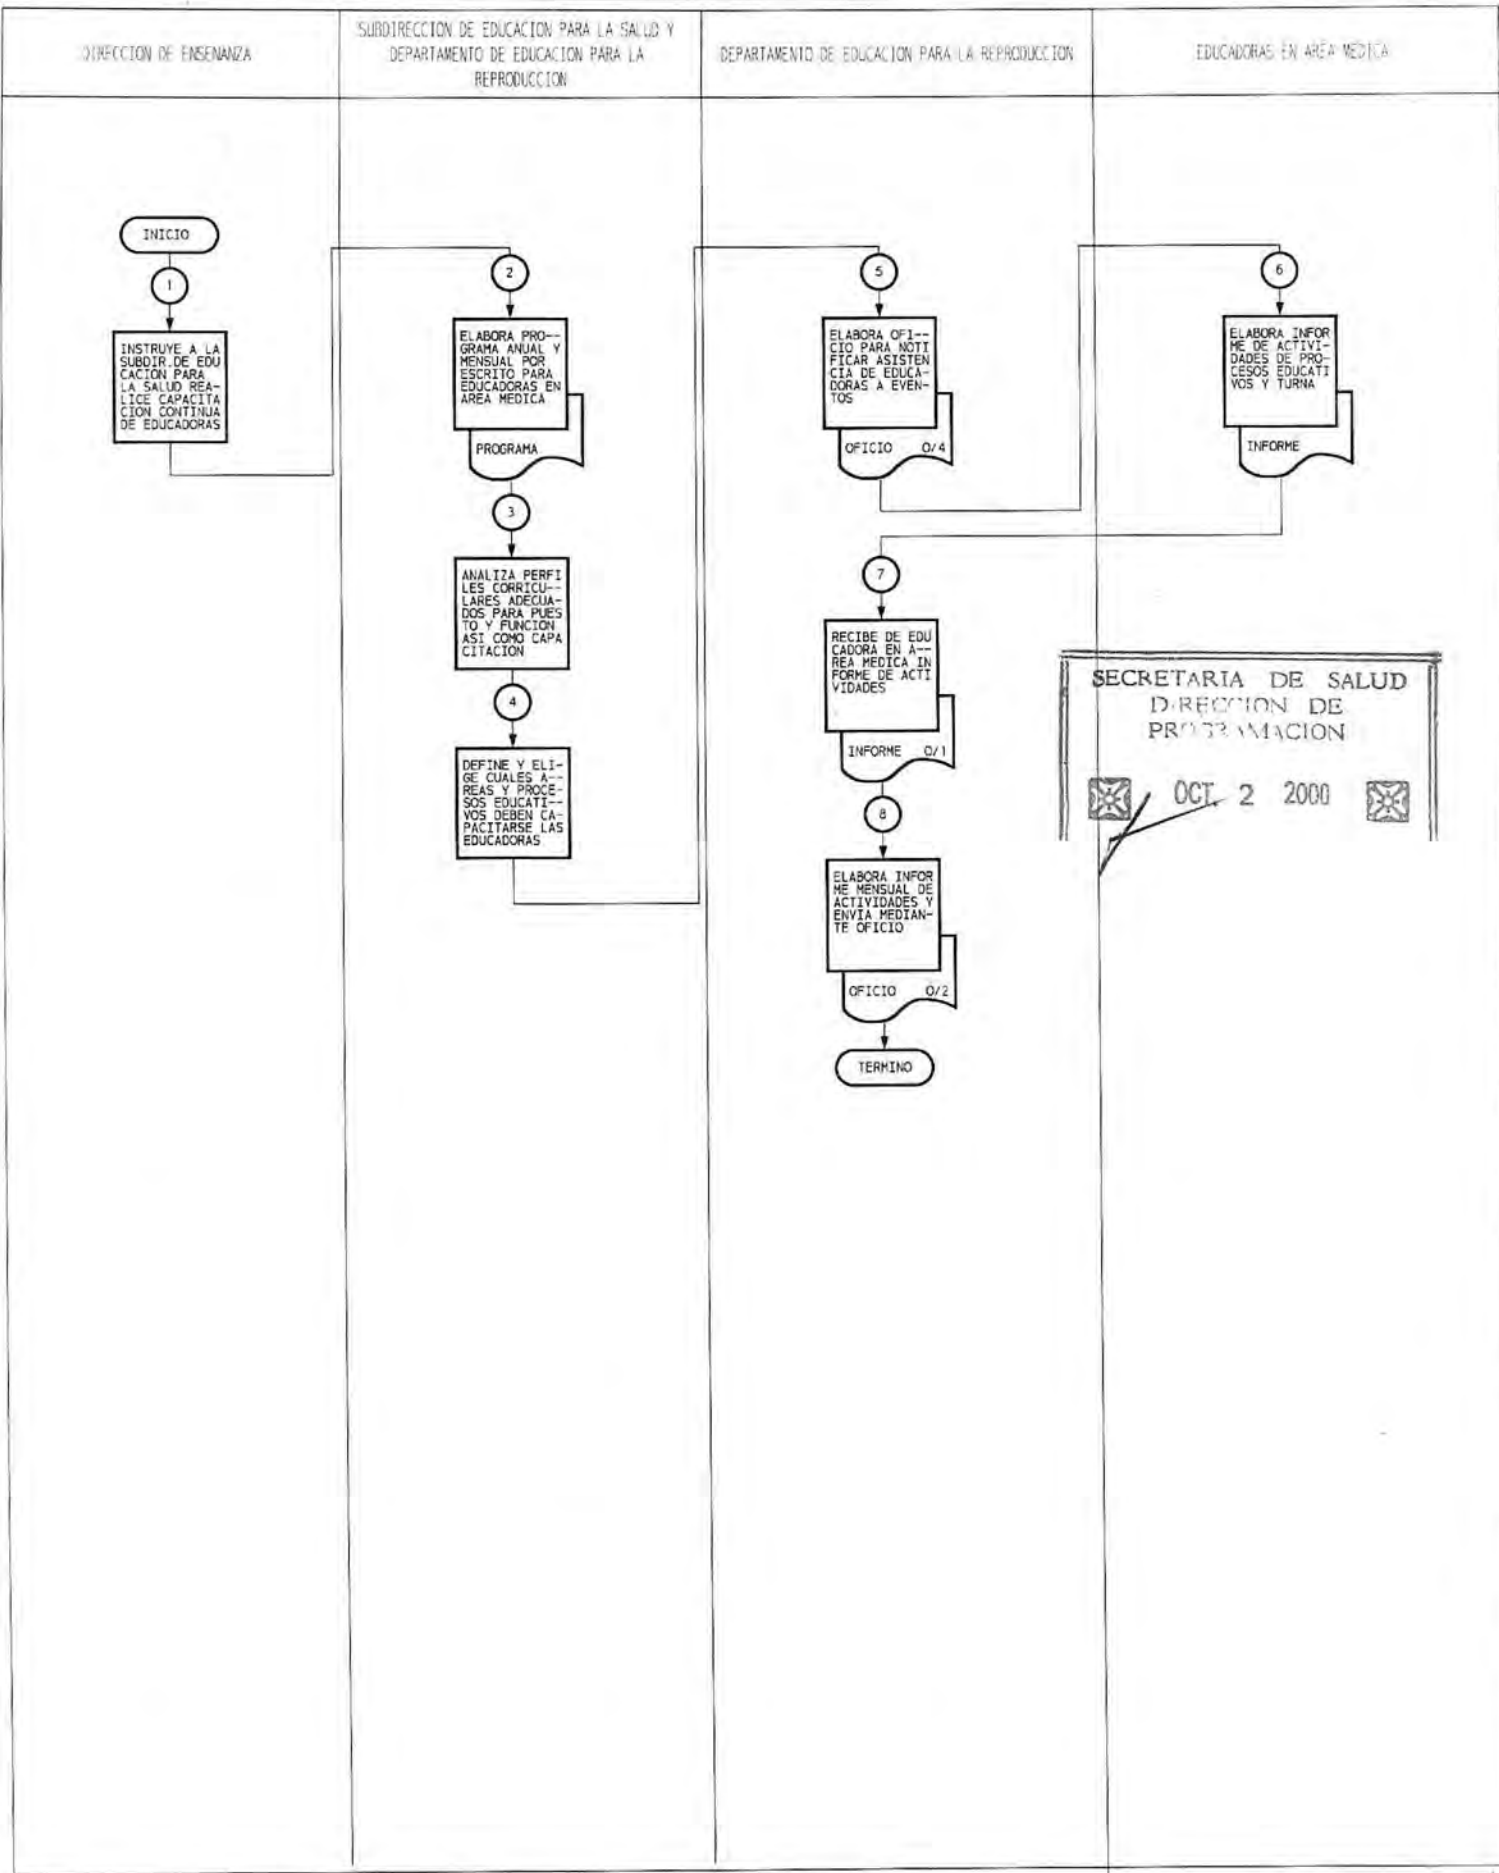 DIRECCION DE ENSENANZA
SUBDIRECCION DE EDUCACION PARA LA SALUD Y
DEPARTAMENTO DE EDUCACION PARA LA
REPRODUCCION
DEPARTAMENTO DE EDUCACION PARA LA REPRODUCCION
EDUCADORAS EN AREA MEDICA
INICIO
1
INSTRUYE A LA
SUBDIR.DE EDU
CACION PARA
LA SALUD REA-
LICE CAPACITA
CION CONTINUA
DE EDUCADORAS
2
ELABORA PRO--
GRAMA ANUAL Y
MENSUAL POR
ESCRITO PARA
EDUCADORAS EN
AREA MEDICA
PROGRAMA
3
ANALIZA PERFI
LES CORRICU--
LARES ADECUA-
DOS PARA PUES
TO Y FUNCION
ASI COMO CAPA
CITACION
4
DEFINE Y ELI-
GE CUALES A--
REAS Y PROCE-
SOS EDUCATI--
VOS DEBEN CA-
PACITARSE LAS
EDUCADORAS
5
ELABORA OFI--
CIO PARA NOTI
FICAR ASISTEN
CIA DE EDUCA-
DORAS A EVEN-
TOS
OFICIO O/4
6
ELABORA INFOR
ME DE ACTIVI-
DADES DE PRO-
CESOS EDUCATI
VOS Y TURNA
INFORME
7
RECIBE DE EDU
CADORA EN A--
REA MEDICA IN
FORME DE ACTI
VIDADES
INFORME O/1
8
ELABORA INFOR
ME MENSUAL DE
ACTIVIDADES Y
ENVIA MEDIAN-
TE OFICIO
OFICIO O/2
TERMINO
SECRETARIA DE SALUD
DIRECCION DE
PROGRAMACION
OCT. 2 2000